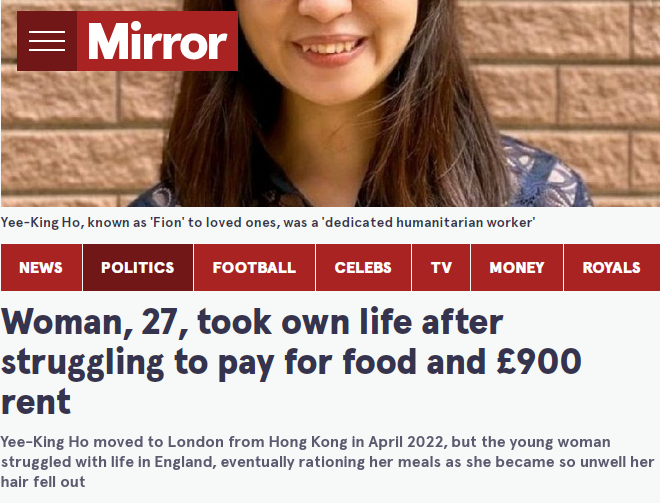 Mirror
Yee-King Ho, known as 'Fion' to loved ones, was a 'dedicated humanitarian worker'
NEWS POLITICS FOOTBALL CELEBS TV MONEY ROYALS
Woman, 27, took own life after
struggling to pay for food and £900
rent
Yee-King Ho moved to London from Hong Kong in April 2022, but the young woman
struggled with life in England, eventually rationing her meals as she became so unwell her
hair fell out